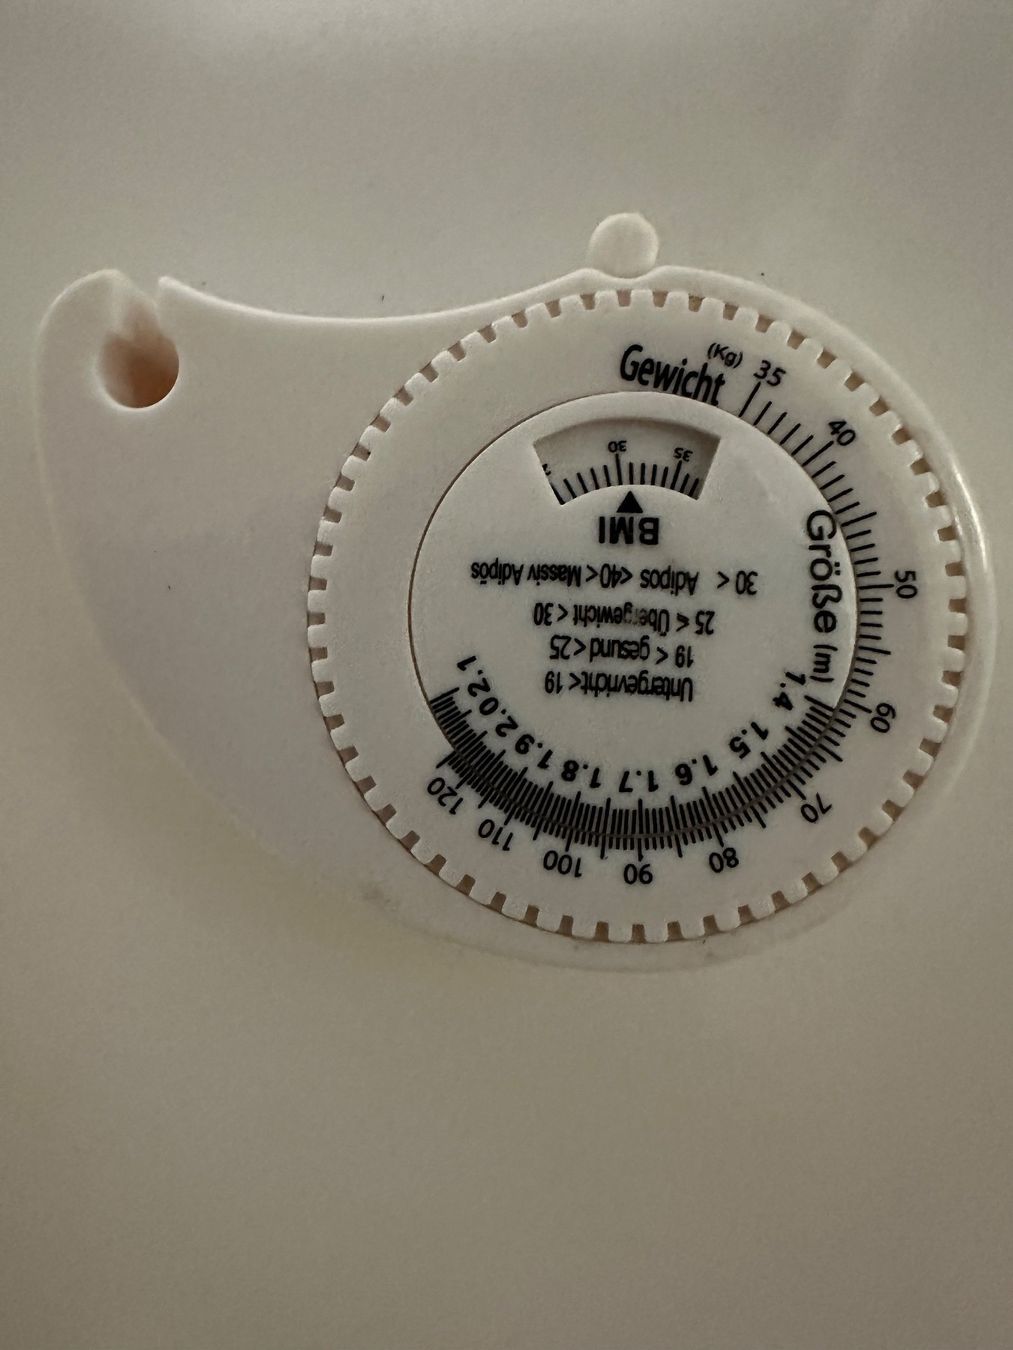 Gewicht (Kg)
35
40
50
60
70
80
90
100
110
120
Größe (m)
1.4
1.5
1.6
1.7
1.8
1.9
2.0
2.1
Untergevricht < 19
19 < gesund < 25
25 ≤ Übergewicht < 30
30 < Adipos <40< Massiv Adipös
BMI
30
35